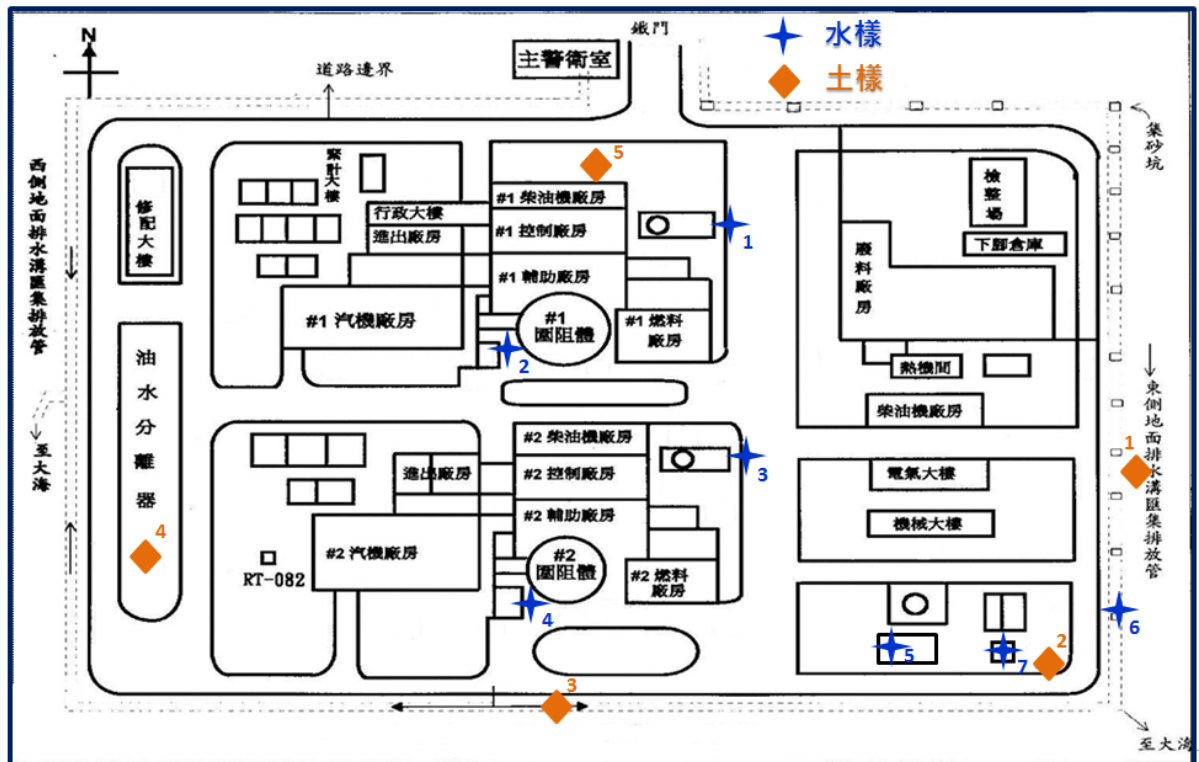 鐵門
水樣
N
主警衛室
土樣
道路邊界
集砂坑
西側地面排水溝匯集排放管
修配大樓
行政大樓
進出廠房
#1 柴油機廠房
#1 控制廠房
#1 輔助廠房
#1 汽機廠房
#1
圍阻體
#1 燃料
廠房
5
1
2
檢整場
下腳倉庫
廢料廠房
熱機間
柴油機廠房
東側地面排水溝匯集排放管
油水分離器
至大海
4
進出廠房
#2 柴油機廠房
#2 控制廠房
#2 輔助廠房
#2 汽機廠房
RT-082
#2
圍阻體
#2 燃料
廠房
3
4
電氣大樓
機械大樓
1
6
5
7
2
3
至大海